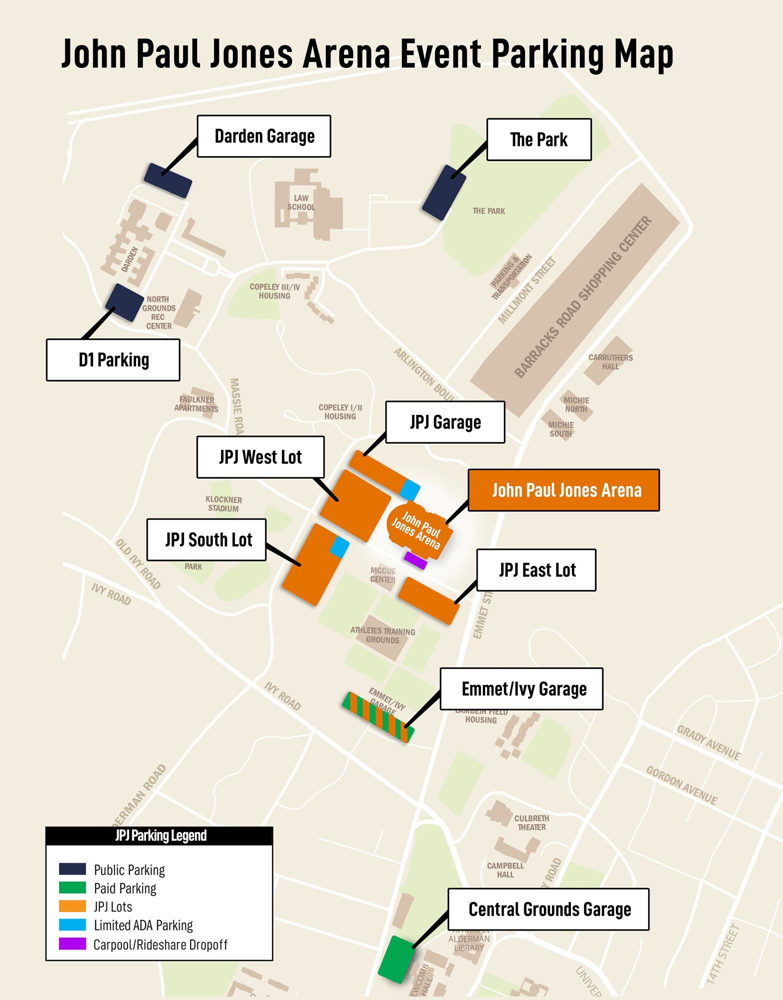 John Paul Jones Arena Event Parking Map
Darden Garage
The Park
LAW
SCHOOL
THE PARK
DARDEN
PARKING &
TRANSPORTATION
MILLMONT STREET
BARRACKS ROAD SHOPPING CENTER
COPELEY III/IV
HOUSING
NORTH
GROUNDS
REC
CENTER
D1 Parking
CARRUTHERS
HALL
ARLINGTON BOUL
MASSIE ROA
FAULKNER
APARTMENTS
COPELEY I/II
HOUSING
MICHIE
NORTH
MICHIE
SOUTH
JPJ Garage
JPJ West Lot
John Paul Jones Arena
KLOCKNER
STADIUM
John Paul
Jones Arena
JPJ South Lot
PARK
OLD IVY ROAD
IVY ROAD
MCCUE
CENTER
JPJ East Lot
EMMET ST
ATHLETES TRAINING
GROUNDS
Emmet/Ivy Garage
IVY ROAD
EMMET/IVY
GARAGE
LAMBETH FIELD
HOUSING
GRADY AVENUE
GORDON AVENUE
DERMAN ROAD
CULBRETH
THEATER
CAMPBELL
HALL
Y ROAD
JPJ Parking Legend
Public Parking
Paid Parking
JPJ Lots
Limited ADA Parking
Carpool/Rideshare Dropoff
Central Grounds Garage
ALDERMAN
LIBRARY
EWCOMB
HALL
UNIVER
14TH STREET